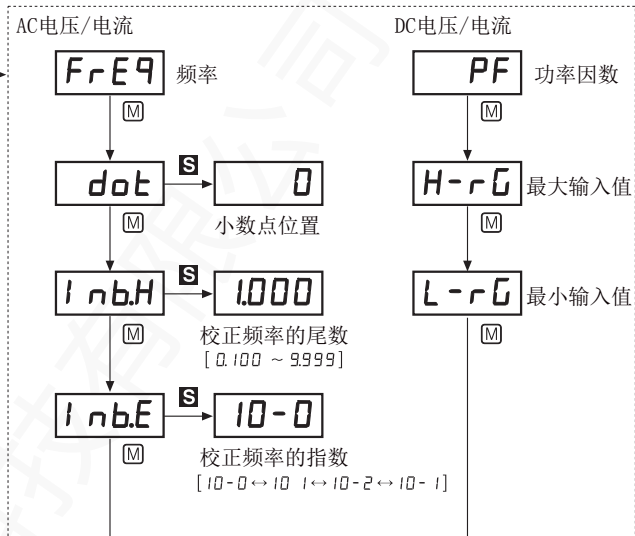 AC电压/电流
DC电压/电流
FrE9 频率
M
dot S 0
小数点位置
M
Inb.H S 1.000
校正频率的尾数
[0.100 ~ 9.999]
M
Inb.E S 10-0
校正频率的指数
[10-0↔10 1↔10-2↔10-1]
M
PF 功率因数
M
H-rG 最大输入值
M
L-rG 最小输入值
M